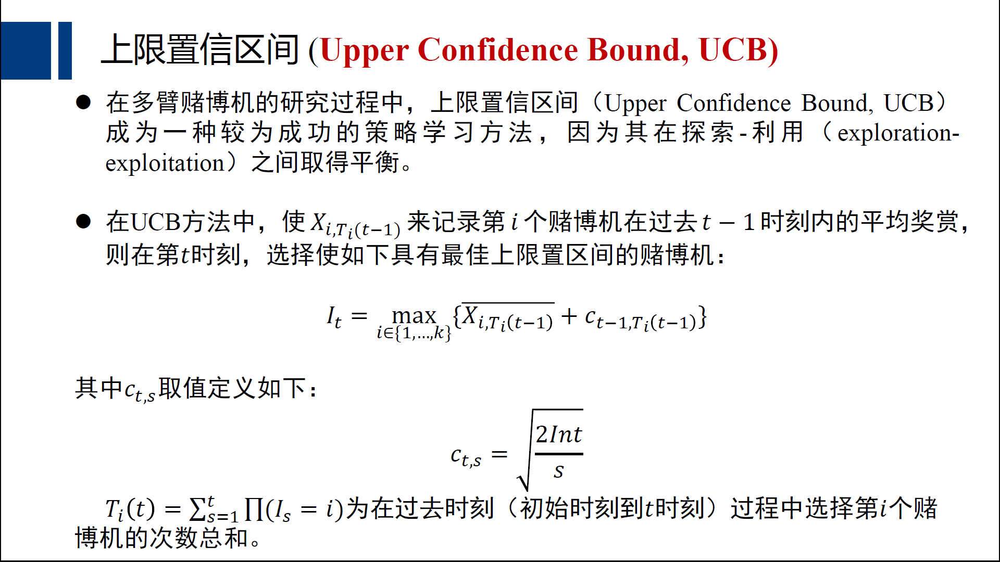 上限置信区间 (Upper Confidence Bound, UCB)
● 在多臂赌博机的研究过程中，上限置信区间（Upper Confidence Bound, UCB）
成为一种较为成功的策略学习方法，因为其在探索-利用（exploration-
exploitation）之间取得平衡。
● 在UCB方法中，使 $X_{i,T_i(t-1)}$ 来记录第 $i$ 个赌博机在过去 $t-1$ 时刻内的平均奖赏，
则在第$t$时刻，选择使如下具有最佳上限置区间的赌博机：
$I_t = \max_{i\in\{1,\dots,k\}} \{\overline{X_{i,T_i(t-1)}} + c_{t-1,T_i(t-1)}\}$
其中$c_{t,s}$取值定义如下：
$c_{t,s} = \sqrt{\frac{2Int}{s}}$
$T_i(t) = \sum_{s=1}^{t} \prod(I_s = i)$为在过去时刻（初始时刻到$t$时刻）过程中选择第$i$个赌
博机的次数总和。